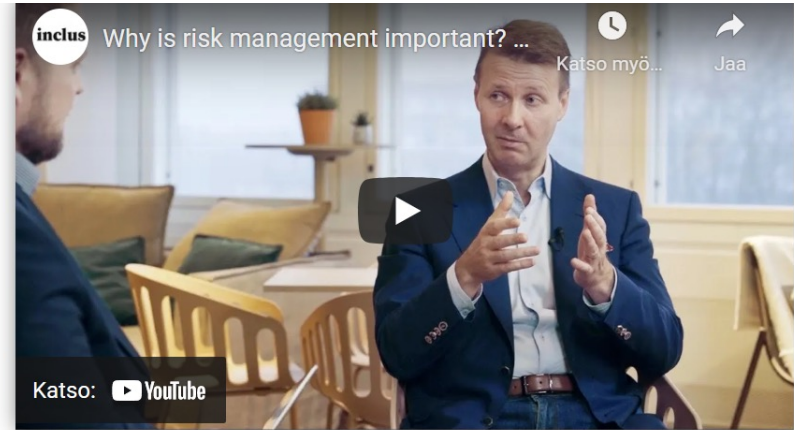 inclus
Why is risk management important? ...
Katso myö...
Jaa
Katso: YouTube